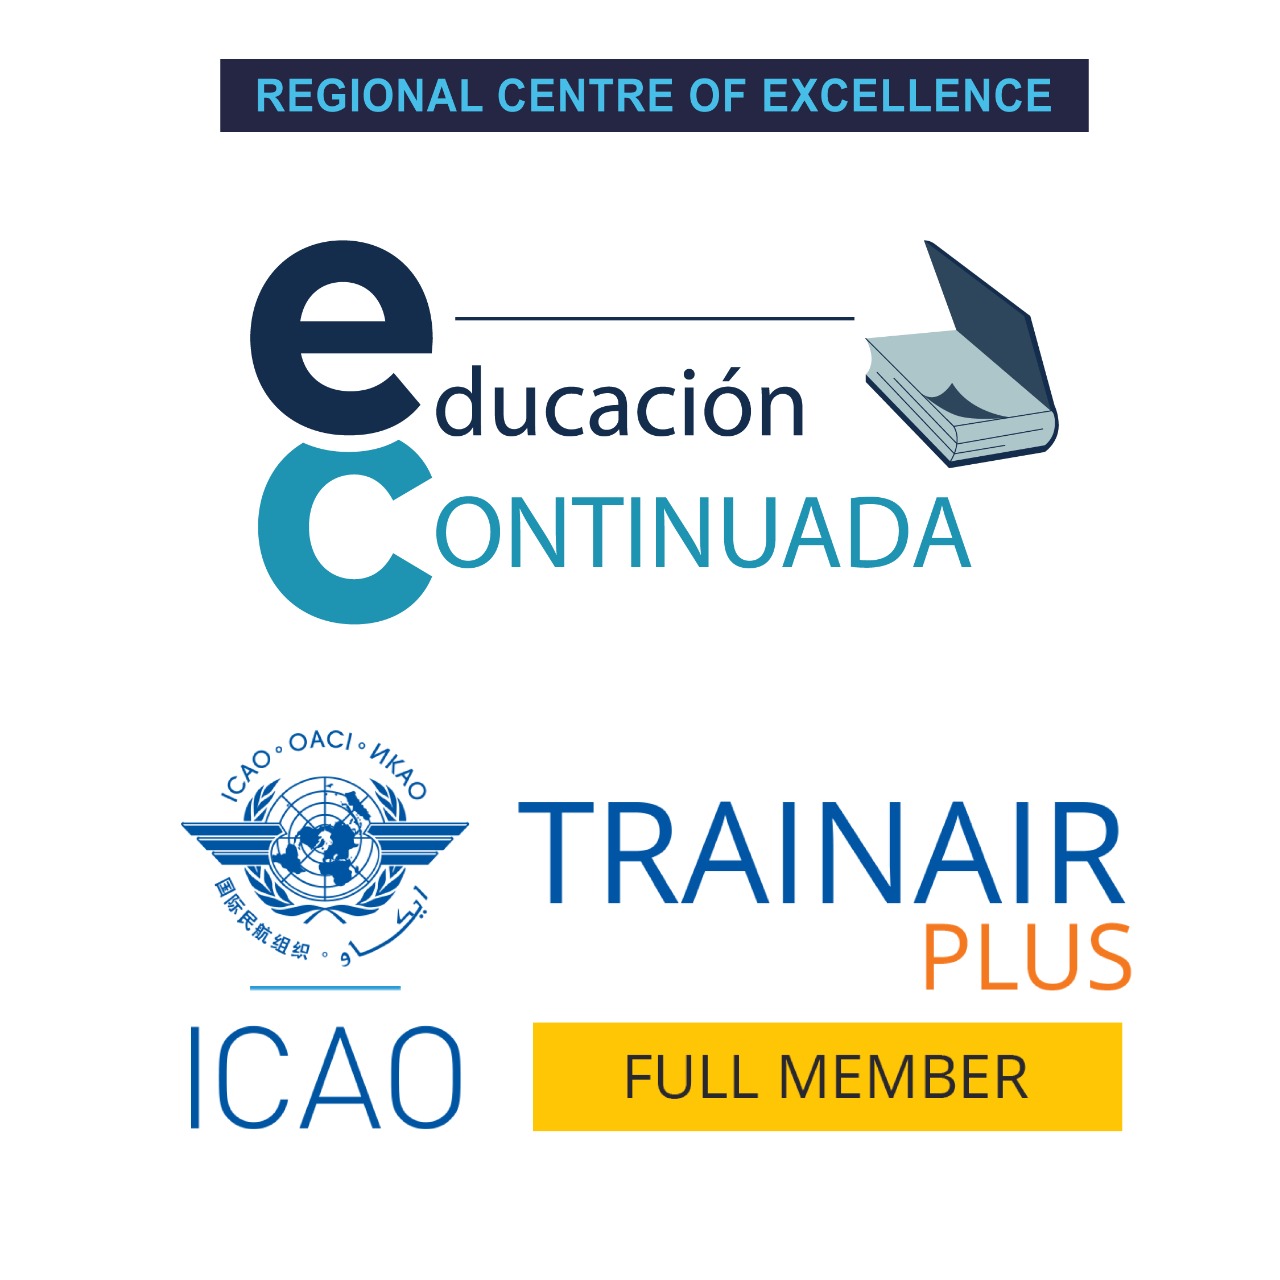 REGIONAL CENTRE OF EXCELLENCE
educación
CONTINUADA
ICAO ° OACI ° ИКАО
国际民航组织 ° ايكاو
ICAO
TRAINAIR
PLUS
FULL MEMBER